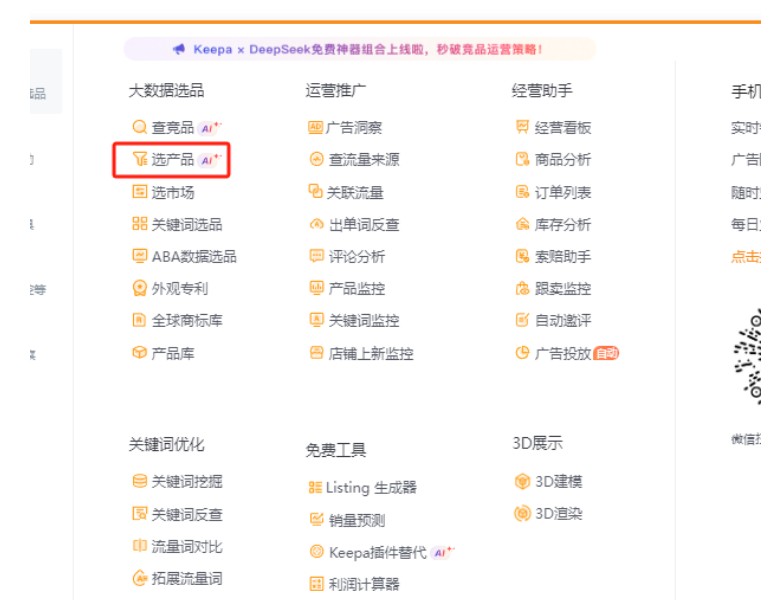 Keepa × DeepSeek免费神器组合上线啦，秒破竞品运营策略！
大数据选品
查竞品 AI
选产品 AI
选市场
关键词选品
ABA数据选品
外观专利
全球商标库
产品库
运营推广
AD 广告洞察
查流量来源
关联流量
出单词反查
评论分析
产品监控
关键词监控
店铺上新监控
经营助手
经营看板
商品分析
订单列表
库存分析
索赔助手
跟卖监控
自动邀评
广告投放 自动
手机
实时
广告
随时
每日
点击
微信
关键词优化
关键词挖掘
关键词反查
流量词对比
拓展流量词
免费工具
Listing 生成器
销量预测
Keepa插件替代 AI
利润计算器
3D展示
3D建模
3D渲染